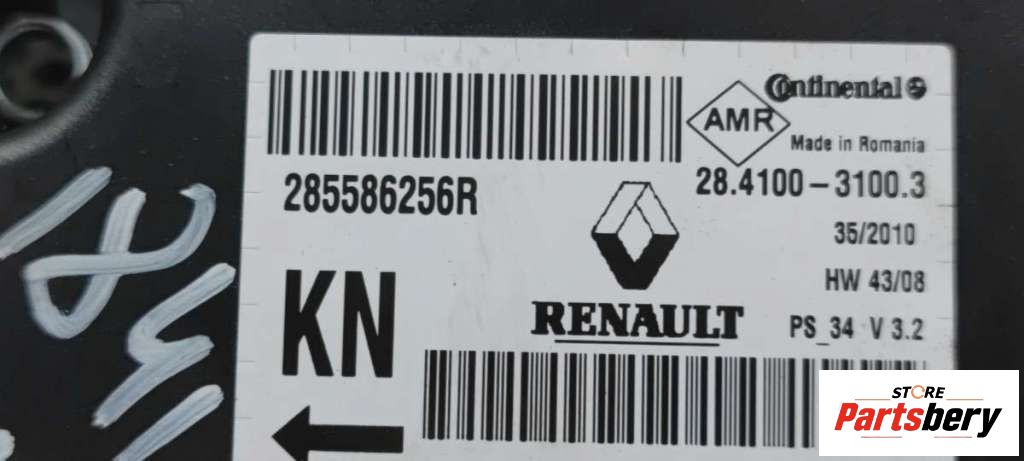 Continental
AMR
Made in Romania
285586256R
28.4100-3100.3
35/2010
HW 43/08
KN
RENAULT
PS_34 V 3.2
STORE
Partsbery